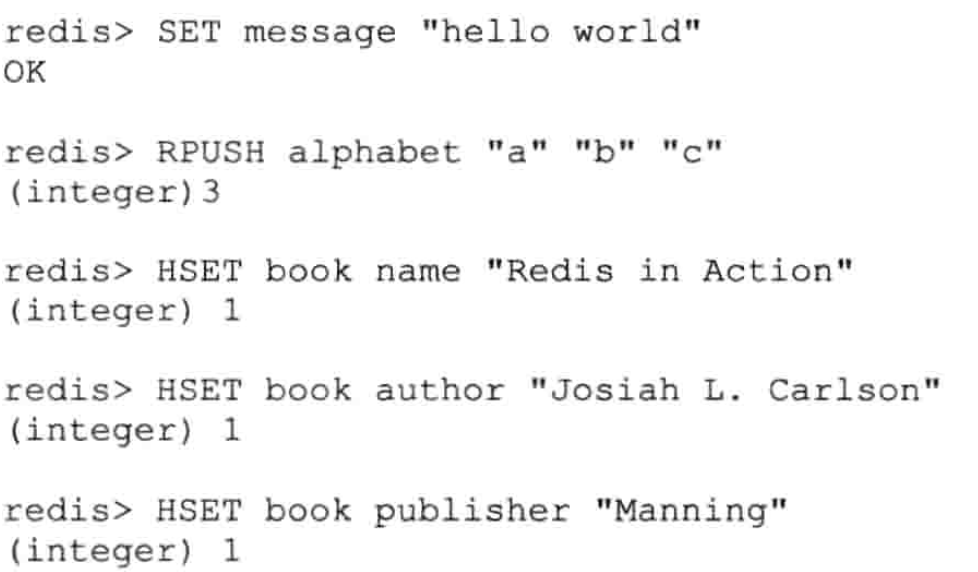 redis> SET message "hello world"
OK
redis> RPUSH alphabet "a" "b" "c"
(integer)3
redis> HSET book name "Redis in Action"
(integer) 1
redis> HSET book author "Josiah L. Carlson"
(integer) 1
redis> HSET book publisher "Manning"
(integer) 1